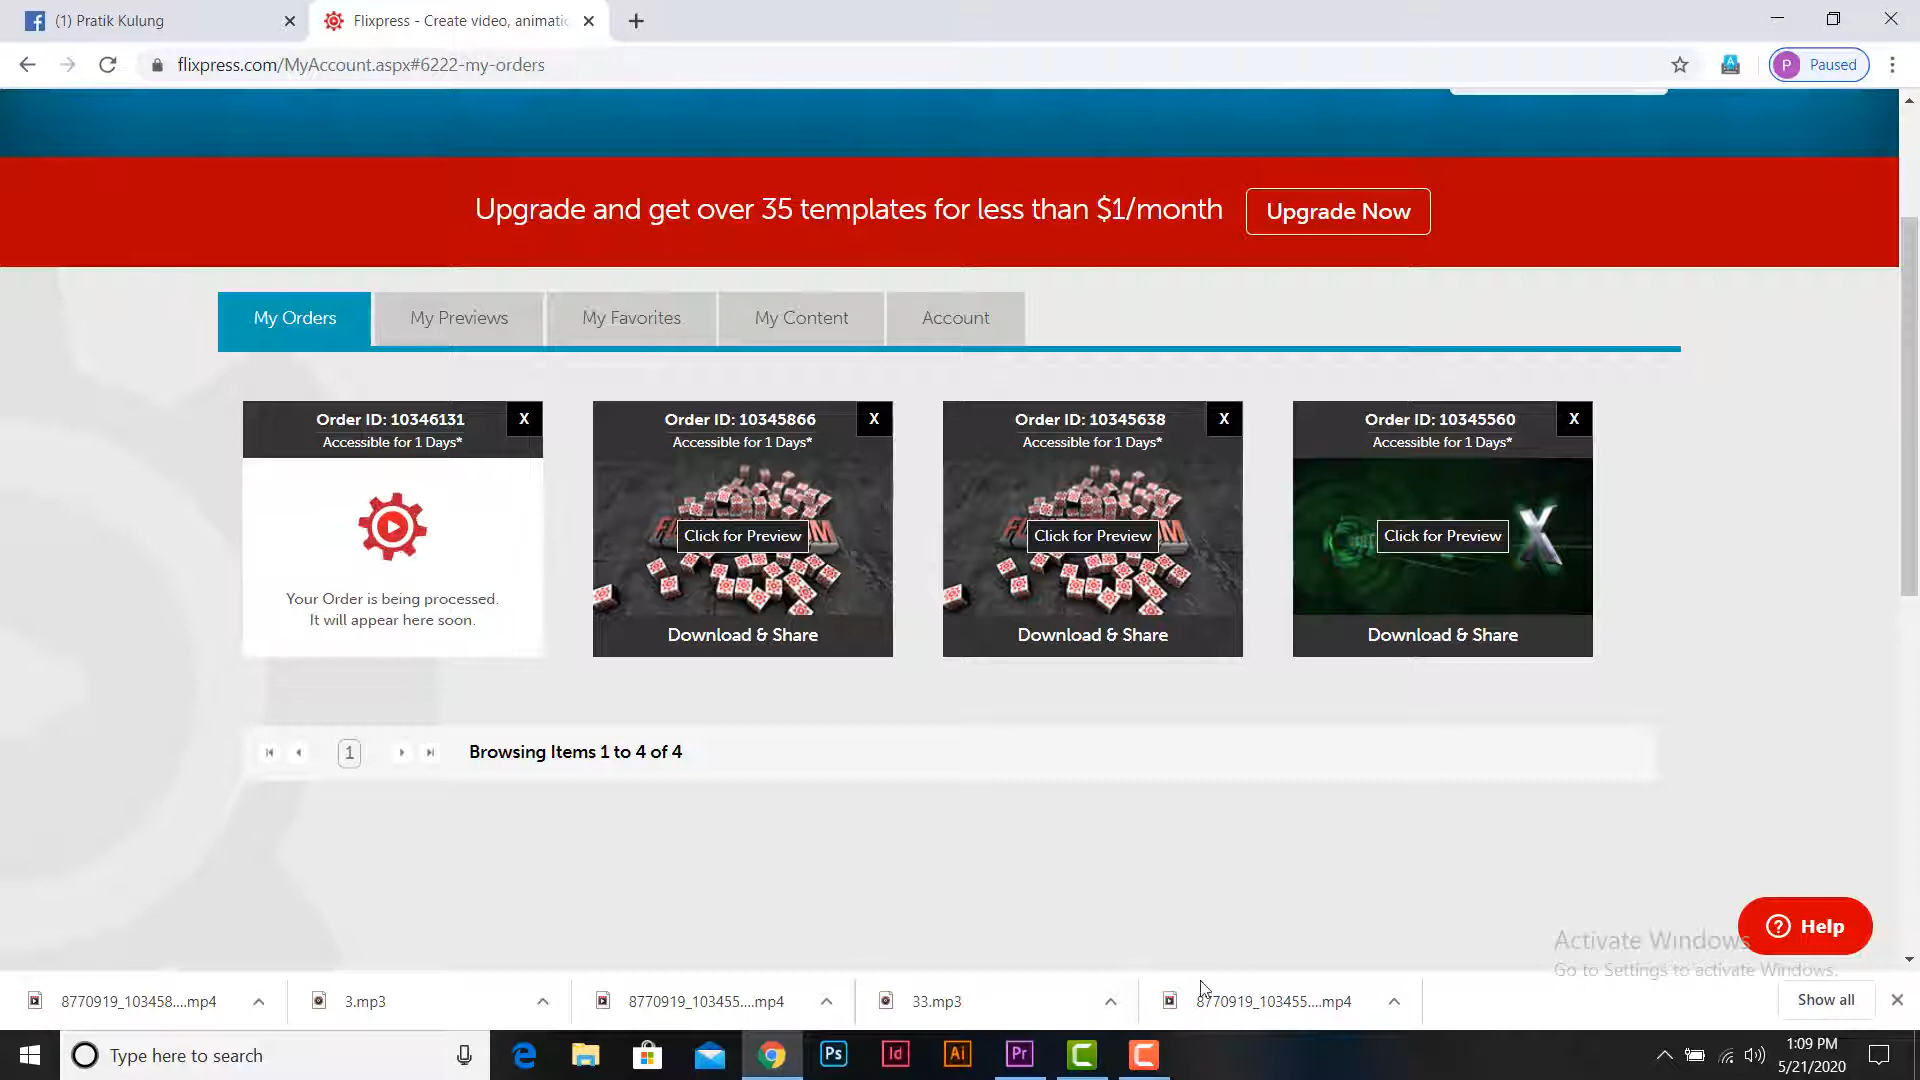 (1) Pratik Kulung
Flixpress - Create video, animatic
flixpress.com/MyAccount.aspx#6222-my-orders
P Paused
Upgrade and get over 35 templates for less than $1/month
Upgrade Now
My Orders
My Previews
My Favorites
My Content
Account
Order ID: 10346131 X
Accessible for 1 Days*
Your Order is being processed.
It will appear here soon.
Order ID: 10345866 X
Accessible for 1 Days*
Click for Preview
Download & Share
Order ID: 10345638 X
Accessible for 1 Days*
Click for Preview
Download & Share
Order ID: 10345560 X
Accessible for 1 Days*
Click for Preview
X
Download & Share
1
Browsing Items 1 to 4 of 4
Help
Activate Windows
Go to Settings to activate Windows.
8770919_103458....mp4
3.mp3
8770919_103455....mp4
33.mp3
8770919_103455....mp4
Show all
Type here to search
Ps
Id
Ai
Pr
1:09 PM
5/21/2020